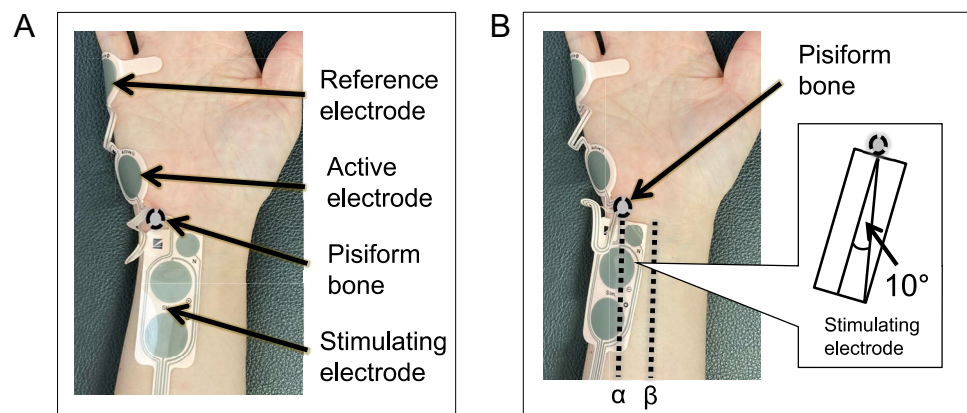 A
Reference
electrode
Active
electrode
Pisiform
bone
Stimulating
electrode
N
B
Pisiform
bone
10°
Stimulating
electrode
N
α
β